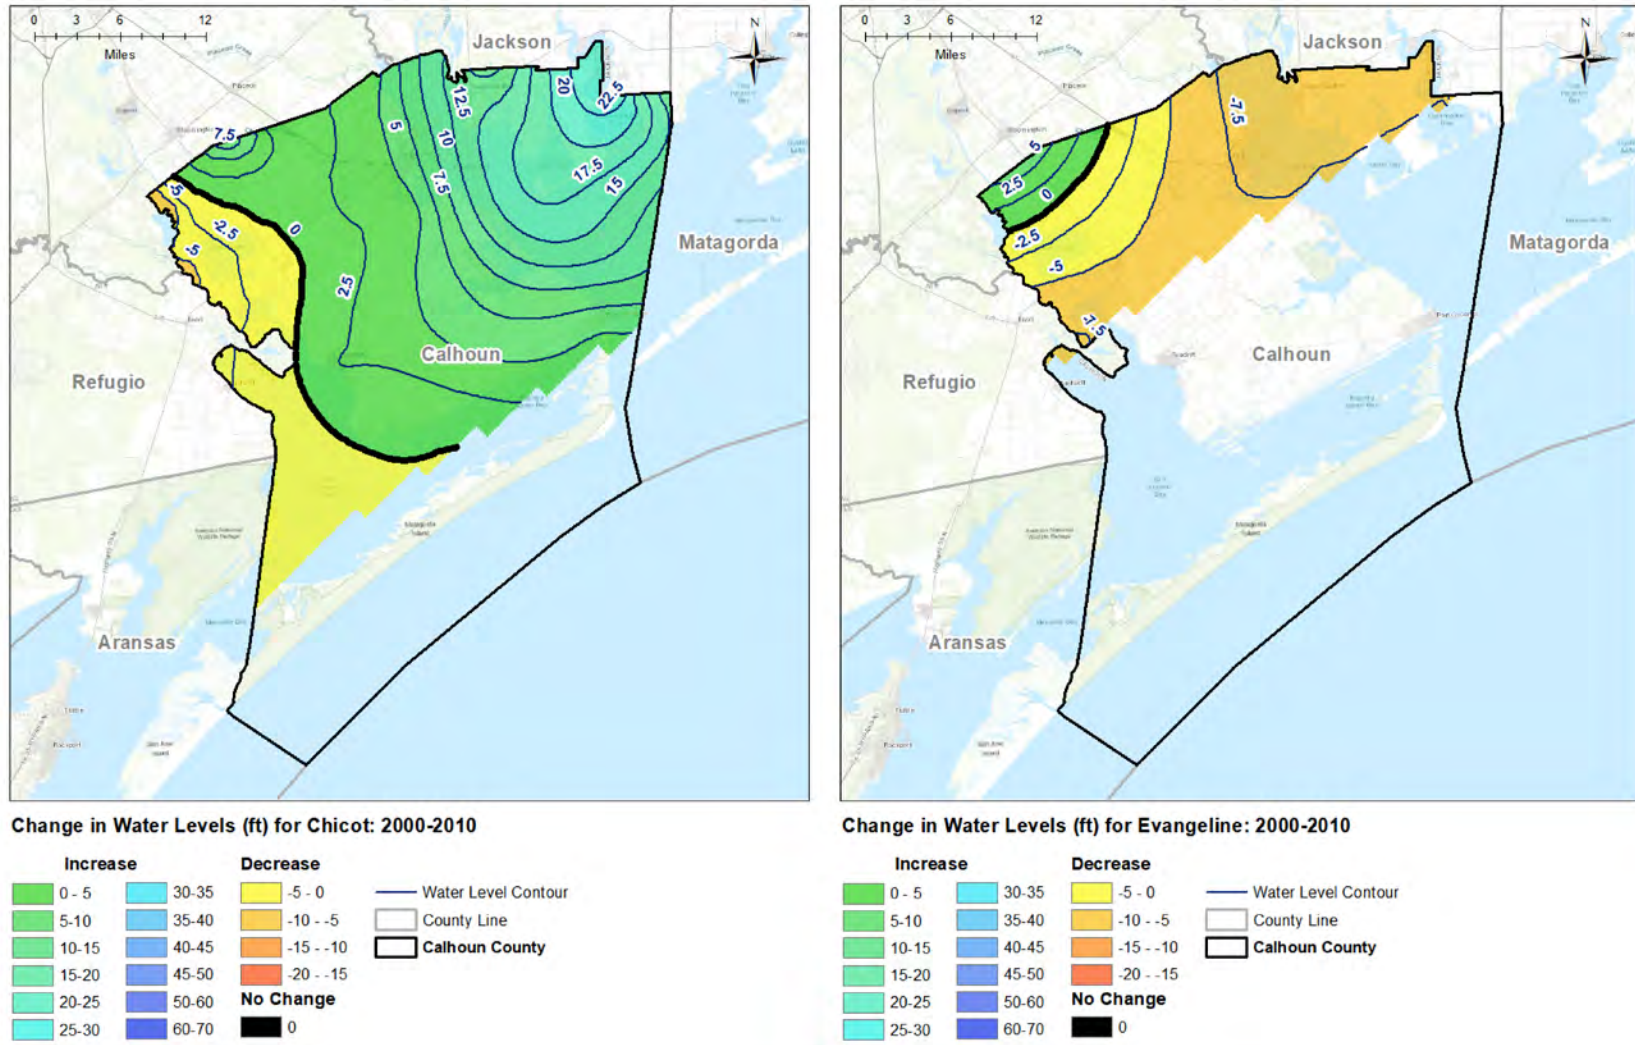 0 3 6 12
Miles
N
Jackson
Matagorda
Calhoun
Refugio
Aransas
7.5
-5
-2.5
-5
0
2.5
5
7.5
10
12.5
20
22.5
17.5
15
Matagorda
Island
Change in Water Levels (ft) for Chicot: 2000-2010
Increase
Decrease
0 - 5
30-35
-5 - 0
Water Level Contour
5-10
35-40
-10 - -5
County Line
10-15
40-45
-15 - -10
Calhoun County
15-20
45-50
-20 - -15
20-25
50-60
No Change
25-30
60-70
0
0 3 6 12
Miles
N
Jackson
Matagorda
Calhoun
Refugio
Aransas
5
2.5
0
-2.5
-5
-7.5
-7.5
Matagorda
Island
Change in Water Levels (ft) for Evangeline: 2000-2010
Increase
Decrease
0 - 5
30-35
-5 - 0
Water Level Contour
5-10
35-40
-10 - -5
County Line
10-15
40-45
-15 - -10
Calhoun County
15-20
45-50
-20 - -15
20-25
50-60
No Change
25-30
60-70
0